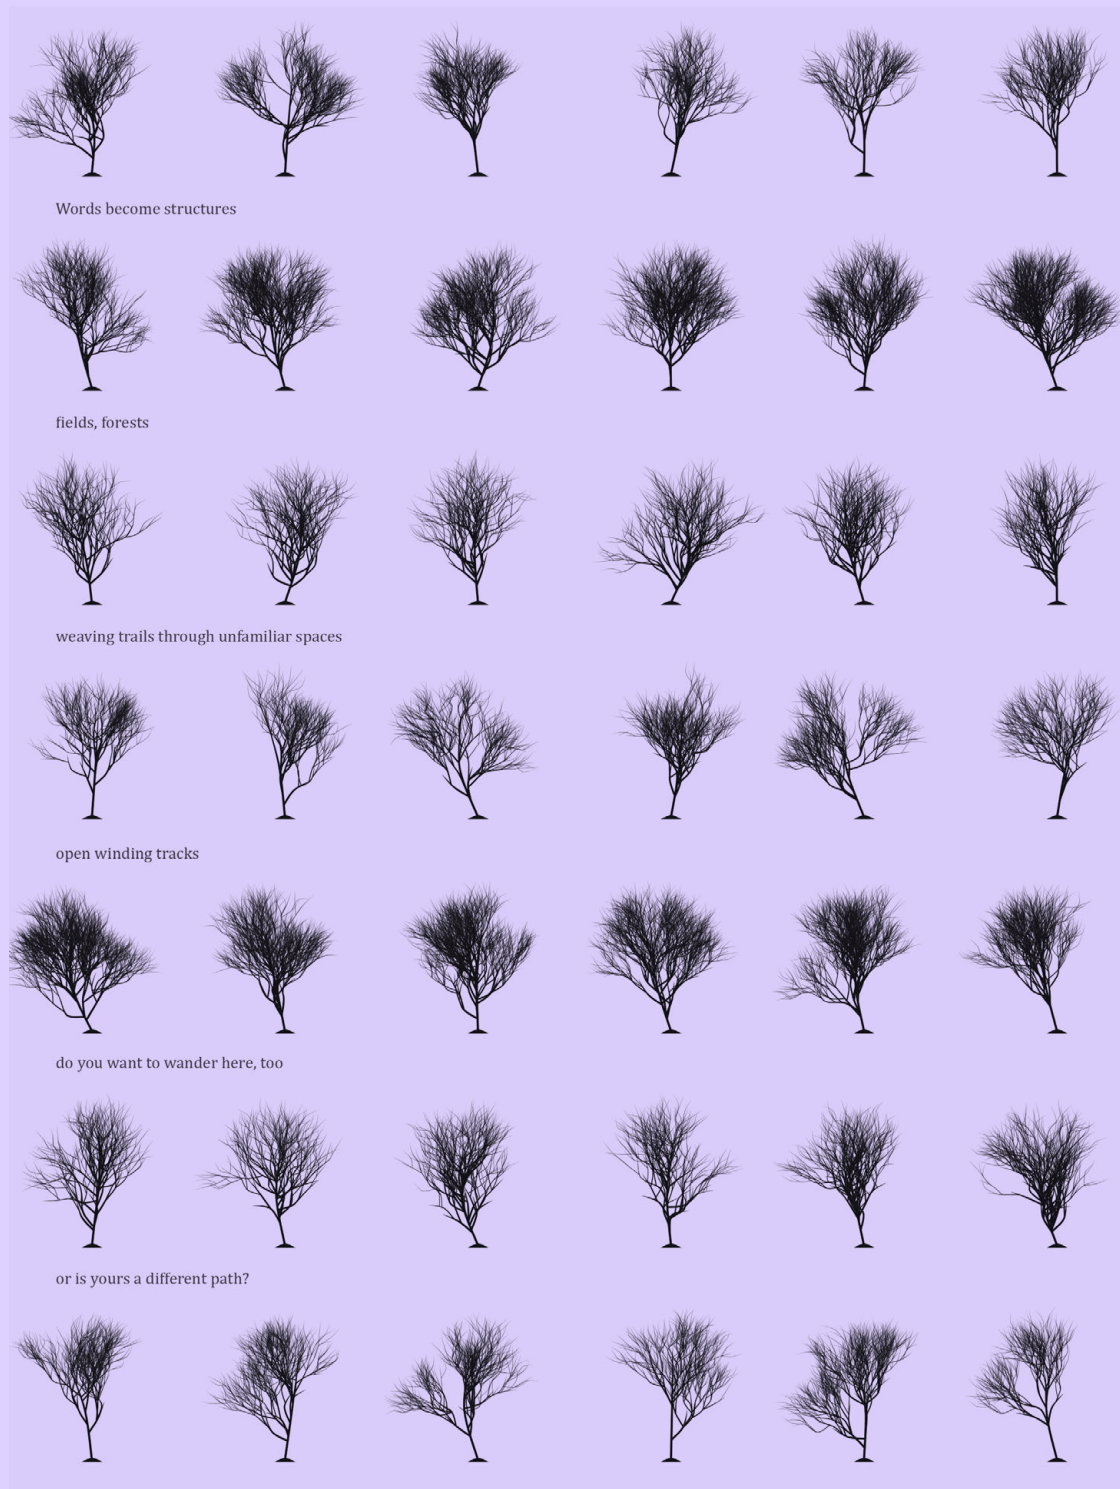 Words become structures
fields, forests
weaving trails through unfamiliar spaces
open winding tracks
do you want to wander here, too
or is yours a different path?